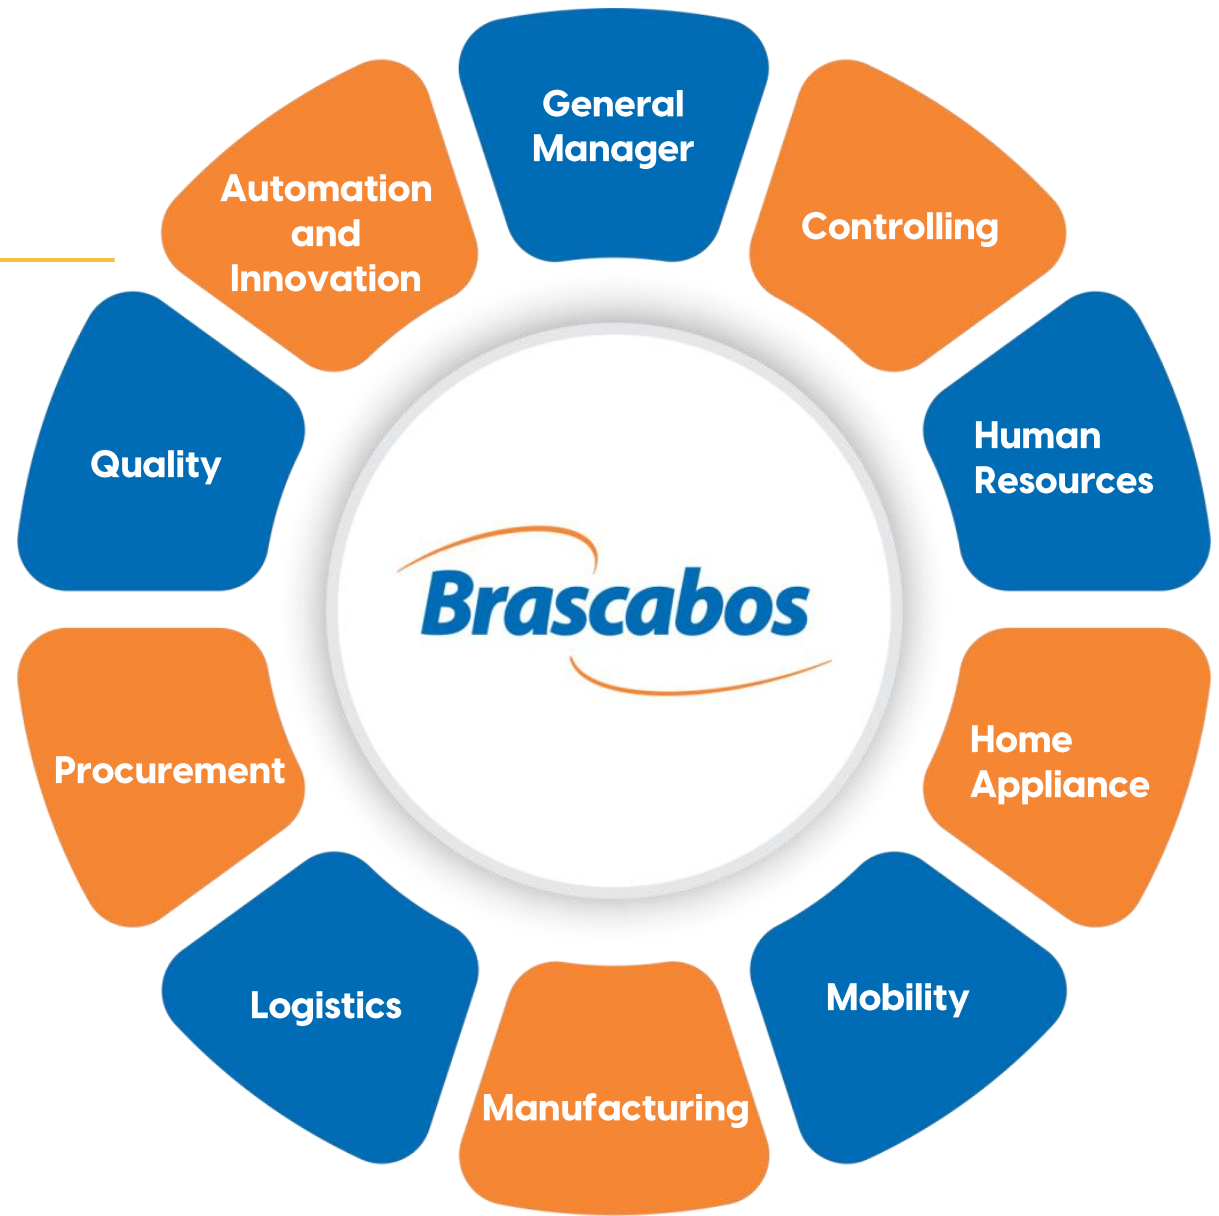 General
Manager
Controlling
Human
Resources
Home
Appliance
Mobility
Manufacturing
Logistics
Procurement
Quality
Automation
and
Innovation
Brascabos